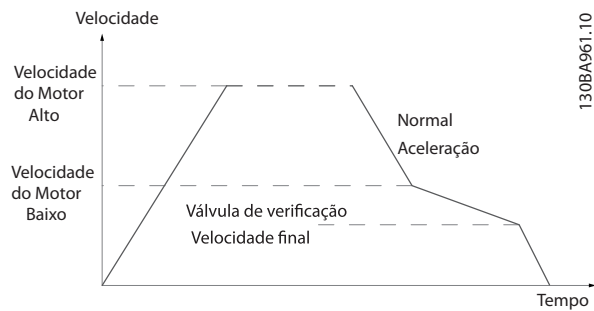 Velocidade
130BA961.10
Velocidade
do Motor
Alto
Normal
Aceleração
Velocidade
do Motor
Baixo
Válvula de verificação
Velocidade final
Tempo